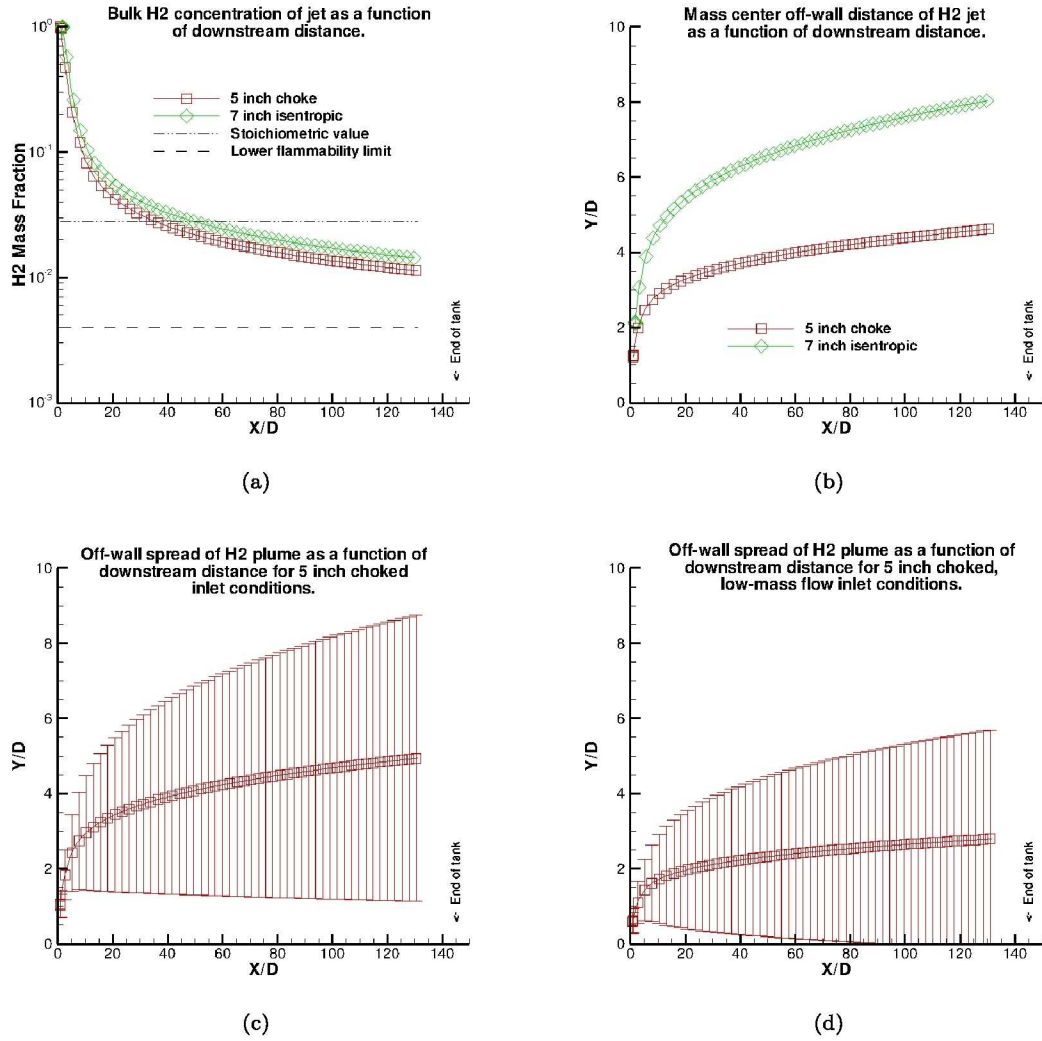 Bulk H2 concentration of jet as a function
of downstream distance.
10⁰
10⁻¹
10⁻²
10⁻³
H2 Mass Fraction
5 inch choke
7 inch isentropic
Stoichiometric value
Lower flammability limit
<- End of tank
0 20 40 60 80 100 120 140
X/D
(a)
Mass center off-wall distance of H2 jet
as a function of downstream distance.
10
8
6
4
2
0
Y/D
5 inch choke
7 inch isentropic
<- End of tank
0 20 40 60 80 100 120 140
X/D
(b)
Off-wall spread of H2 plume as a function of
downstream distance for 5 inch choked
inlet conditions.
10
8
6
4
2
0
Y/D
<- End of tank
0 20 40 60 80 100 120 140
X/D
(c)
Off-wall spread of H2 plume as a function of
downstream distance for 5 inch choked,
low-mass flow inlet conditions.
10
8
6
4
2
0
Y/D
<- End of tank
0 20 40 60 80 100 120 140
X/D
(d)